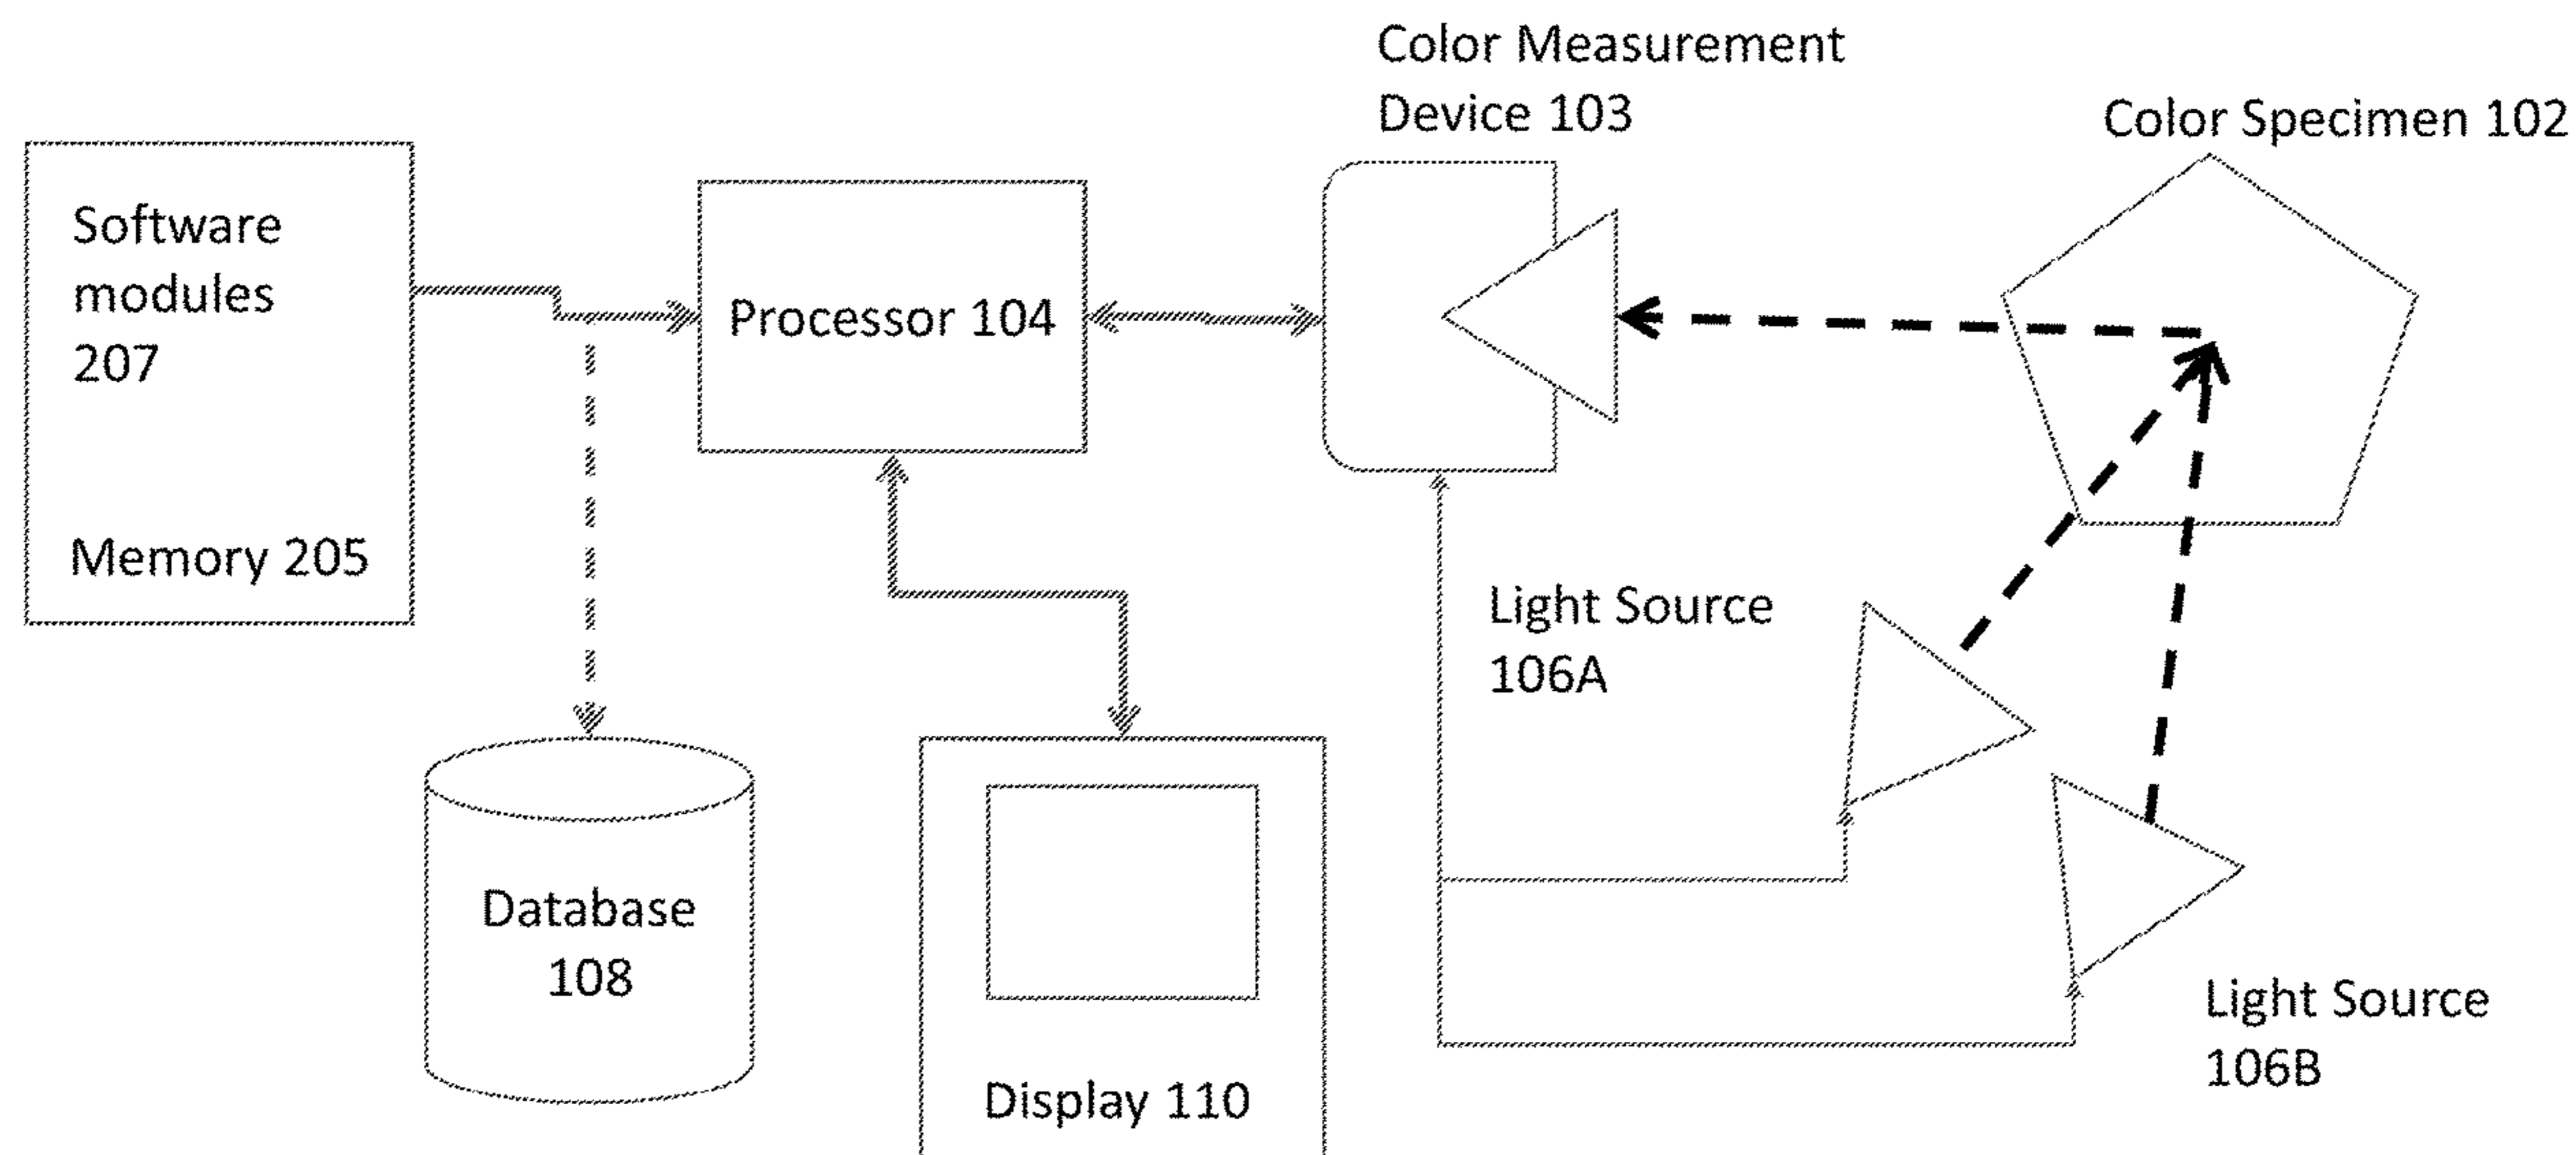 Color Measurement
Device 103
Color Specimen 102
Software
modules
207
Memory 205
Processor 104
Light Source
106A
Database
108
Display 110
Light Source
106B